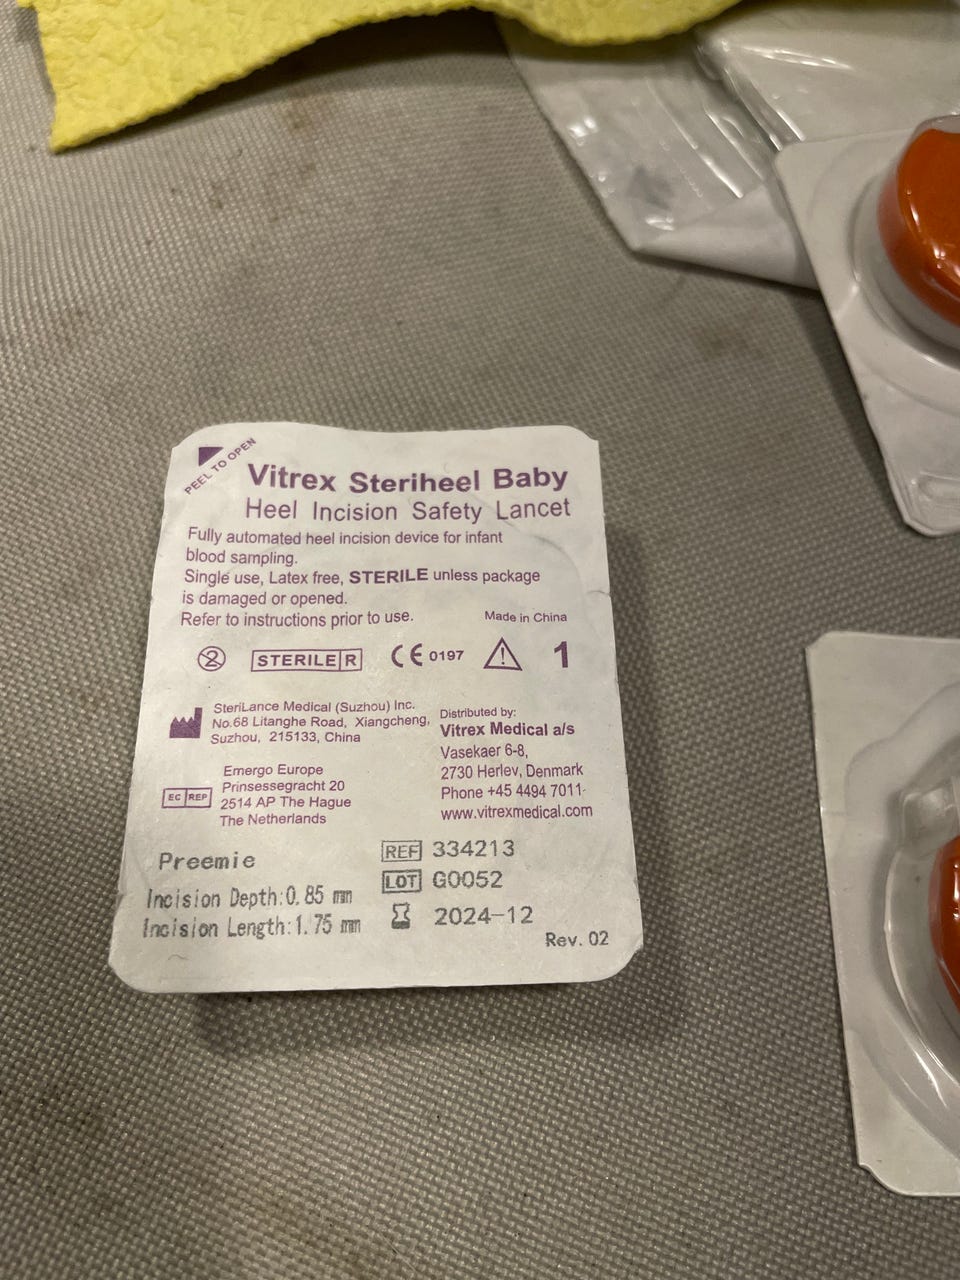 PEEL TO OPEN
Vitrex Steriheel Baby
Heel Incision Safety Lancet
Fully automated heel incision device for infant
blood sampling.
Single use, Latex free, STERILE unless package
is damaged or opened.
Refer to instructions prior to use.
Made in China
2 STERILE R CE 0197 1
SteriLance Medical (Suzhou) Inc.
No.68 Litanghe Road, Xiangcheng,
Suzhou, 215133, China
EC REP
Emergo Europe
Prinsessegracht 20
2514 AP The Hague
The Netherlands
Distributed by:
Vitrex Medical a/s
Vasekaer 6-8,
2730 Herlev, Denmark
Phone +45 4494 7011
www.vitrexmedical.com
Preemie
Incision Depth:0.85 mm
Incision Length:1.75 mm
REF 334213
LOT G0052
2024-12
Rev. 02